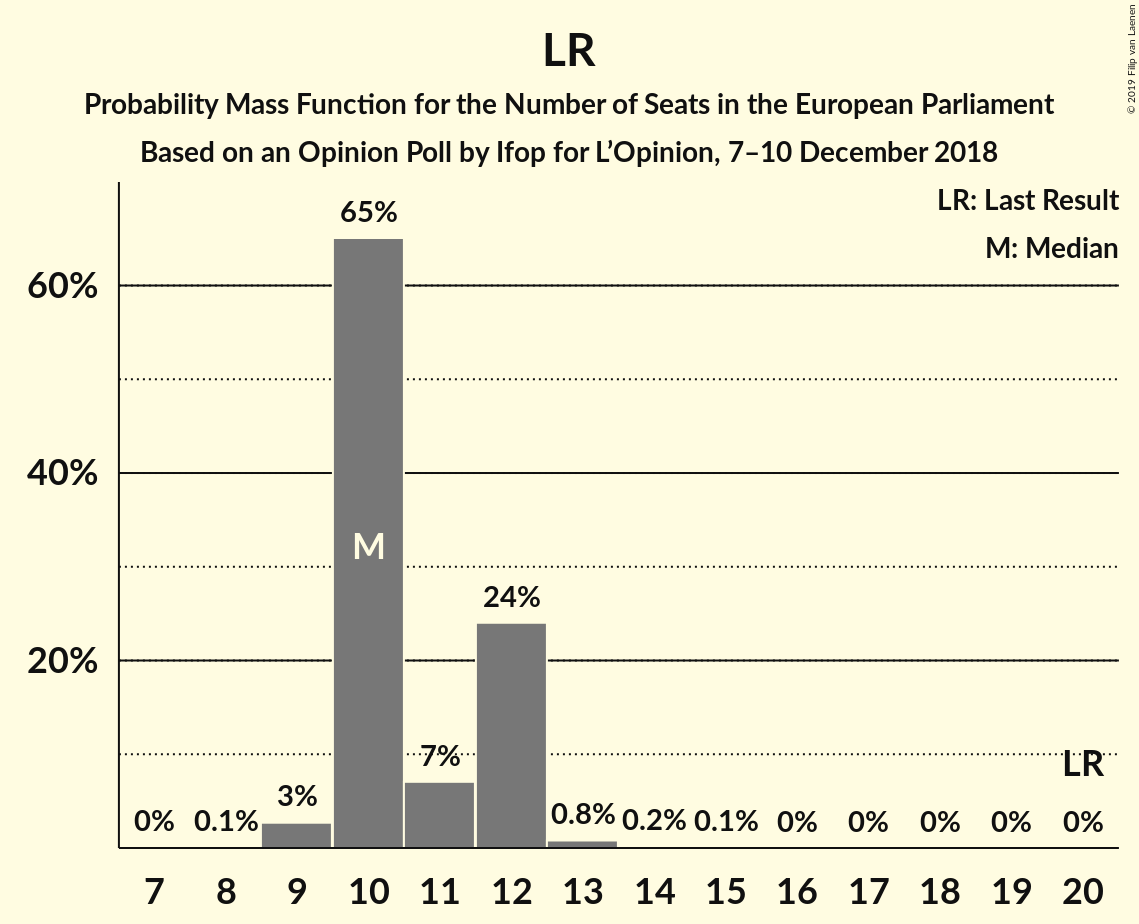 LR
Probability Mass Function for the Number of Seats in the European Parliament
Based on an Opinion Poll by Ifop for L’Opinion, 7–10 December 2018
© 2019 Filip van Laenen
LR: Last Result
M: Median
65%
60%
40%
M
24%
20%
7%
LR
3%
0% 0.1% 0.8% 0.2% 0.1% 0% 0% 0% 0% 0%
7 8 9 10 11 12 13 14 15 16 17 18 19 20